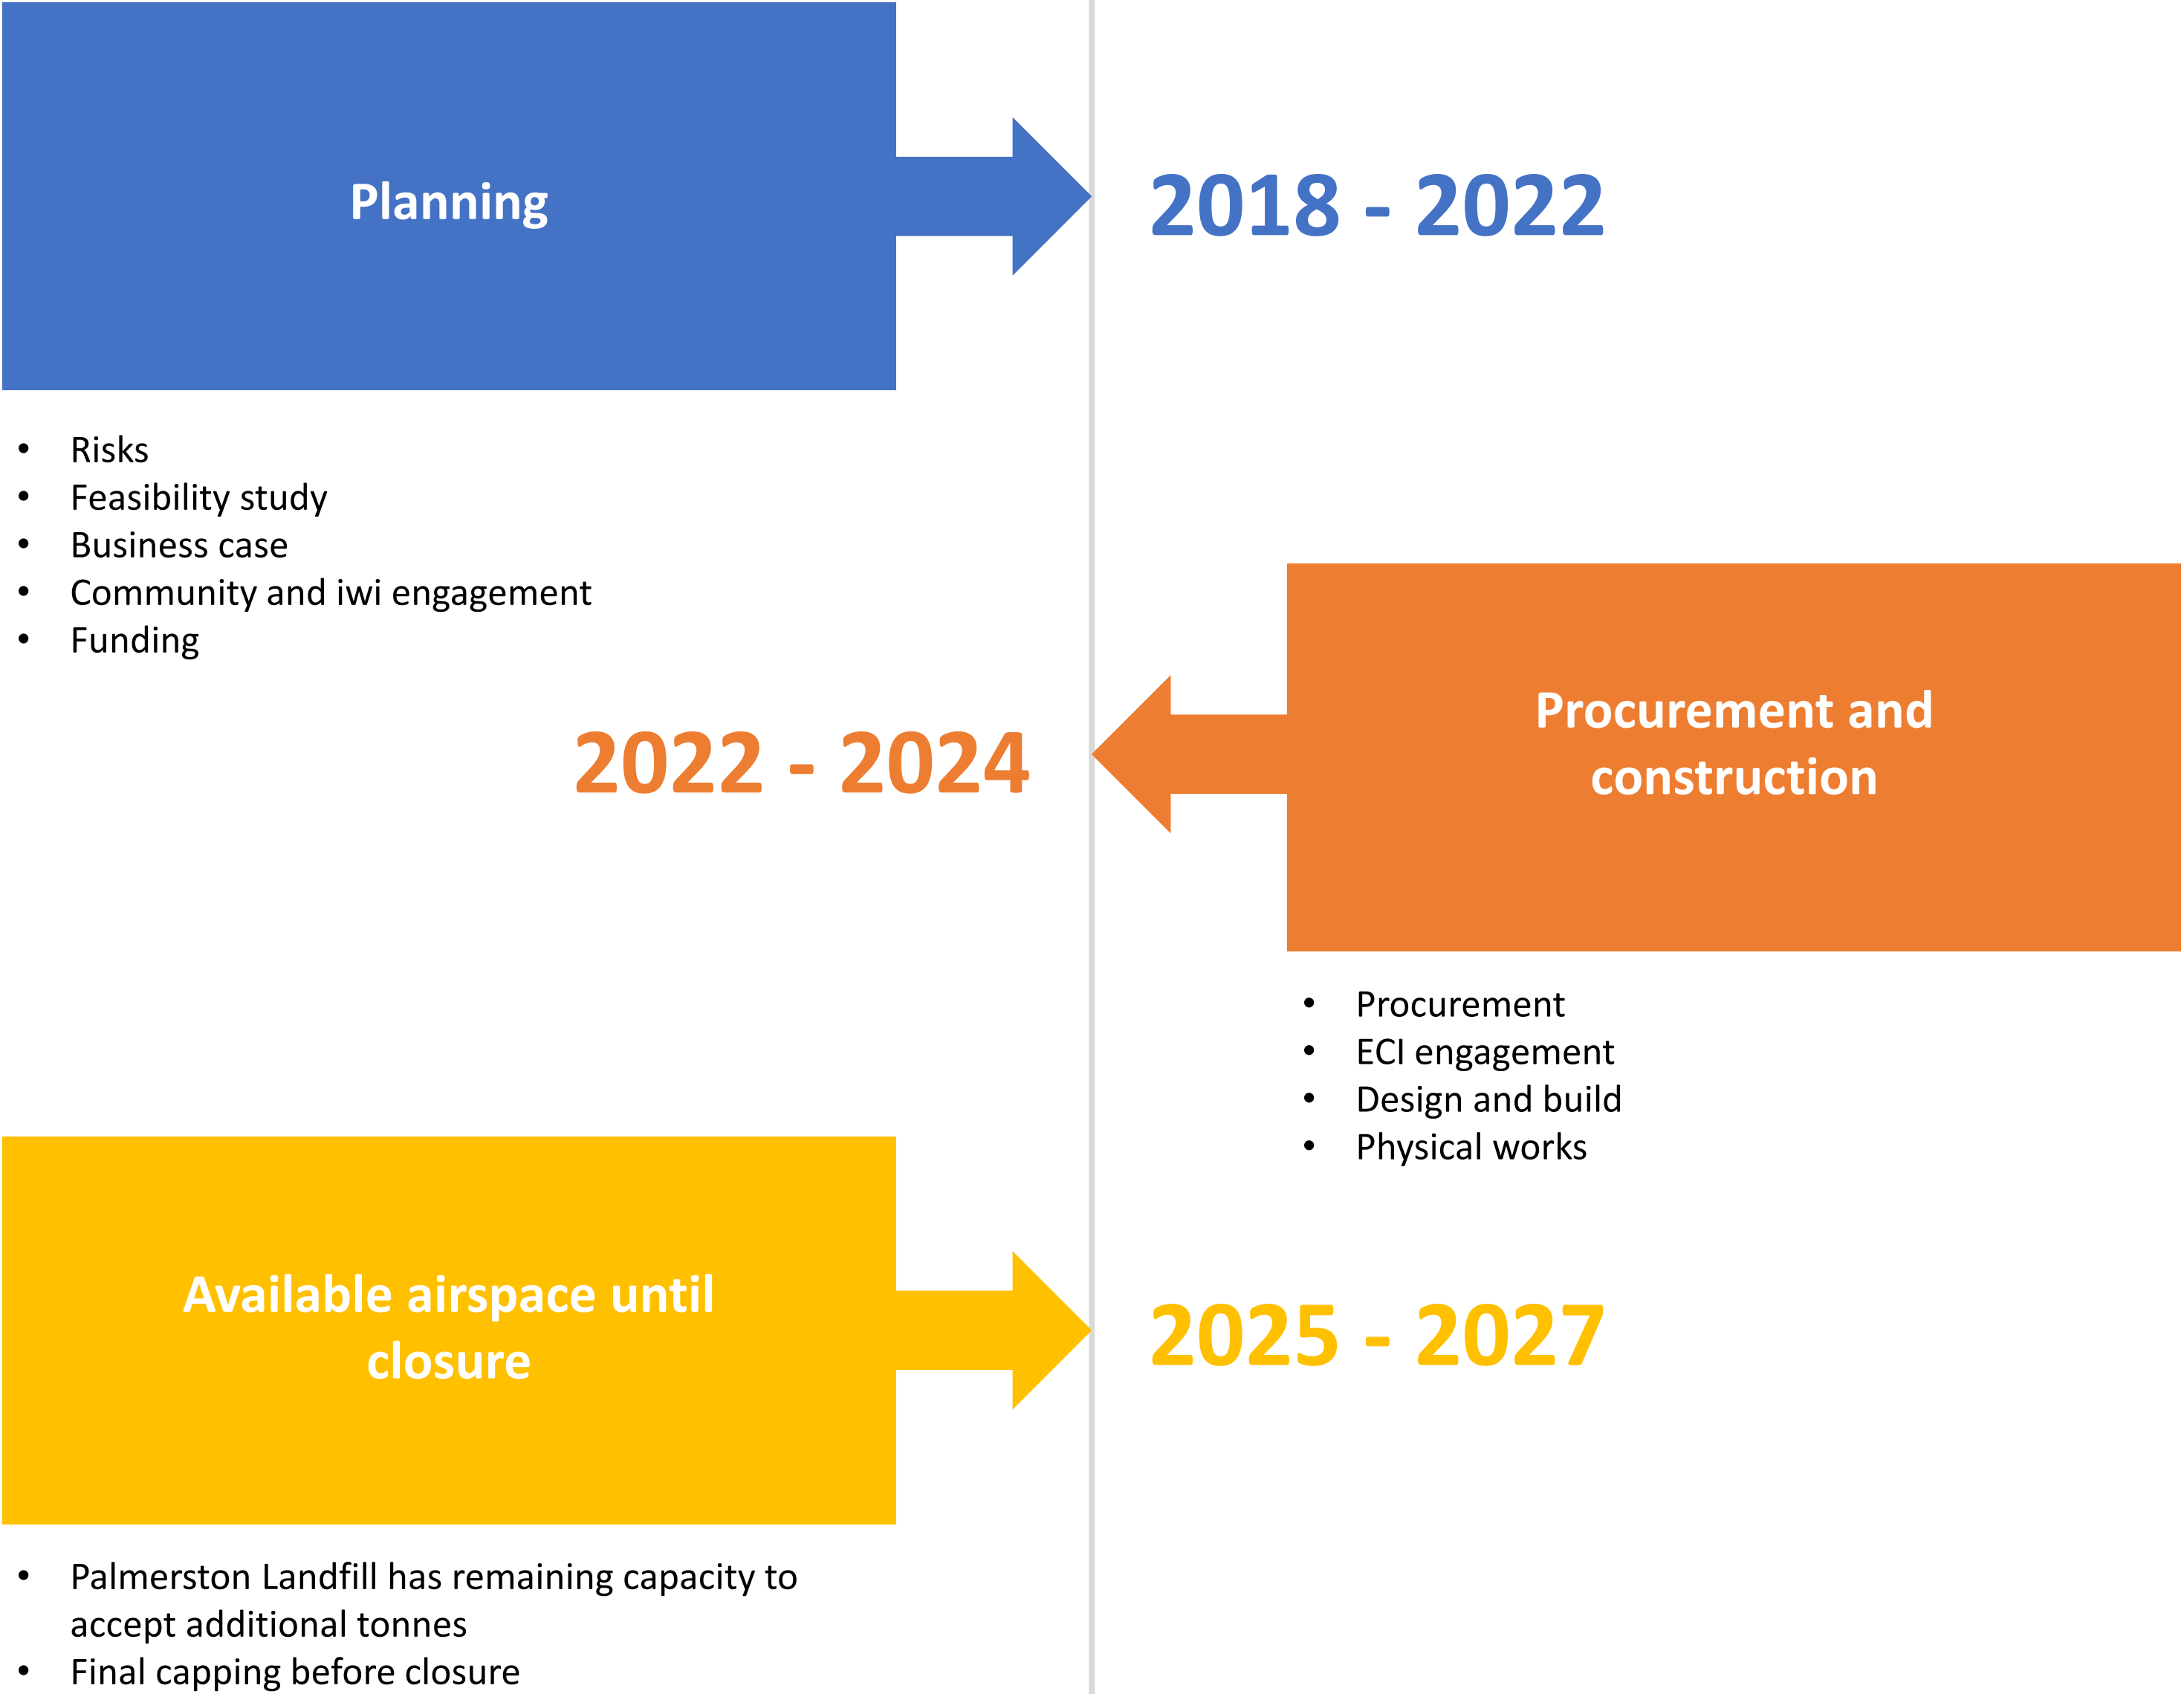 Planning
2018 - 2022
• Risks
• Feasibility study
• Business case
• Community and iwi engagement
• Funding
Procurement and
construction
2022 - 2024
• Procurement
• ECI engagement
• Design and build
• Physical works
Available airspace until
closure
2025 - 2027
• Palmerston Landfill has remaining capacity to
accept additional tonnes
• Final capping before closure